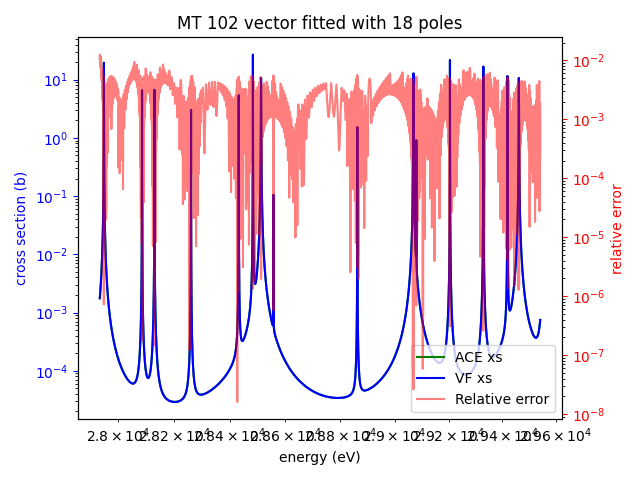 MT 102 vector fitted with 18 poles
cross section (b)
10¹
10⁰
10⁻¹
10⁻²
10⁻³
10⁻⁴
10⁻²
10⁻³
10⁻⁴
10⁻⁵
10⁻⁶
10⁻⁷
10⁻⁸
relative error
ACE xs
VF xs
Relative error
2.8 × 10⁴ 2.82 × 10⁴ 2.84 × 10⁴ 2.86 × 10⁴ 2.88 × 10⁴ 2.9 × 10⁴ 2.92 × 10⁴ 2.94 × 10⁴ 2.96 × 10⁴
energy (eV)